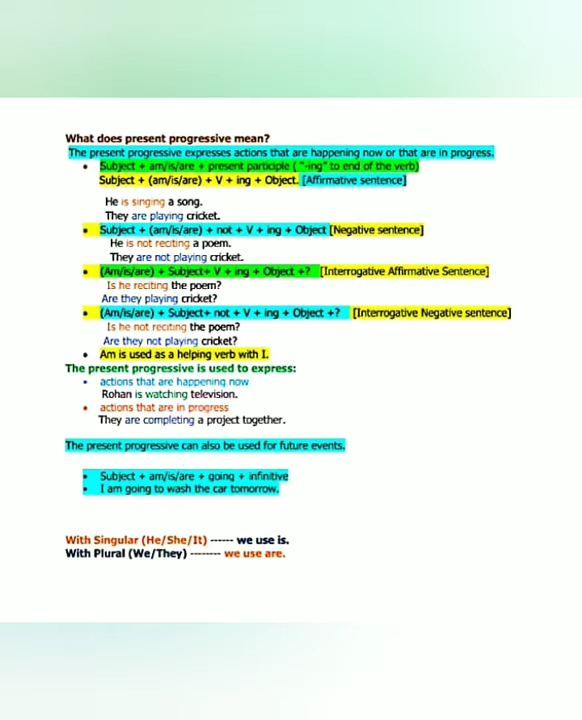 What does present progressive mean?
The present progressive expresses actions that are happening now or that are in progress.
• Subject + am/is/are + present participle ( "-ing" to end of the verb)
Subject + (am/is/are) + V + ing + Object. [Affirmative sentence]
He is singing a song.
They are playing cricket.
• Subject + (am/is/are) + not + V + ing + Object [Negative sentence]
He is not reciting a poem.
They are not playing cricket.
• (Am/is/are) + Subject+ V + ing + Object +? [Interrogative Affirmative Sentence]
Is he reciting the poem?
Are they playing cricket?
• (Am/is/are) + Subject+ not + V + ing + Object +? [Interrogative Negative sentence]
Is he not reciting the poem?
Are they not playing cricket?
• Am is used as a helping verb with I.
The present progressive is used to express:
• actions that are happening now
Rohan is watching television.
• actions that are in progress
They are completing a project together.
The present progressive can also be used for future events.
• Subject + am/is/are + going + infinitive
• I am going to wash the car tomorrow.
With Singular (He/She/It) ------ we use is.
With Plural (We/They) -------- we use are.